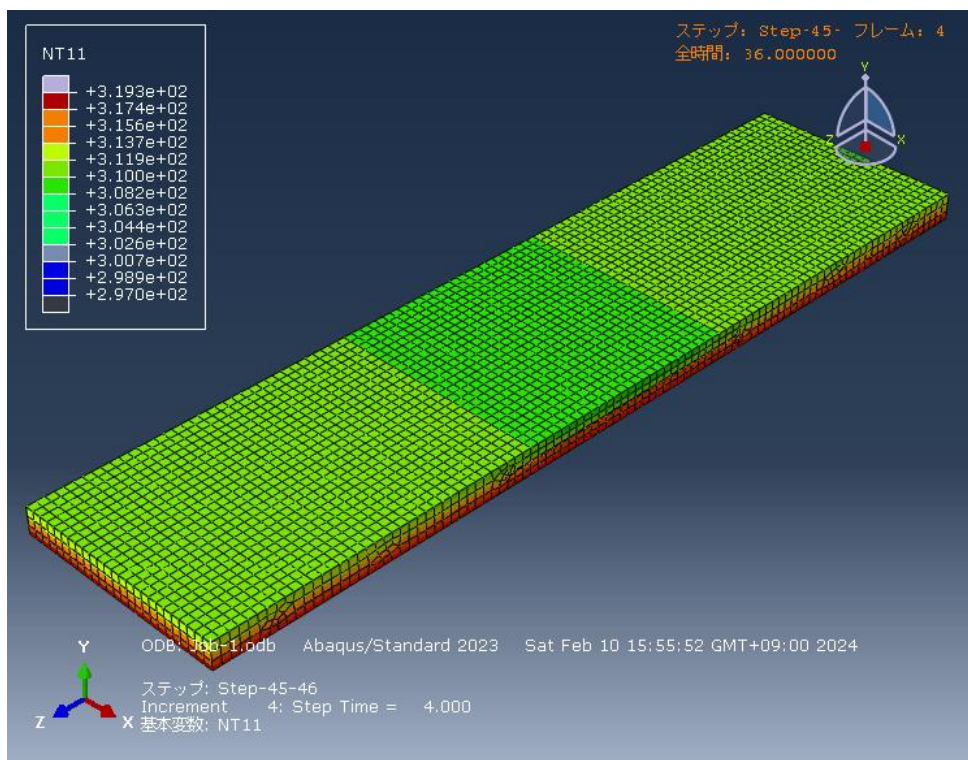 ステップ: Step-45- フレーム: 4
全時間: 36.000000
NT11
+3.193e+02
+3.174e+02
+3.156e+02
+3.137e+02
+3.119e+02
+3.100e+02
+3.082e+02
+3.063e+02
+3.044e+02
+3.026e+02
+3.007e+02
+2.989e+02
+2.970e+02
Y
Z X
Y
Z X
ODB: Job-1.odb Abaqus/Standard 2023 Sat Feb 10 15:55:52 GMT+09:00 2024
ステップ: Step-45-46
Increment 4: Step Time = 4.000
基本変数: NT11